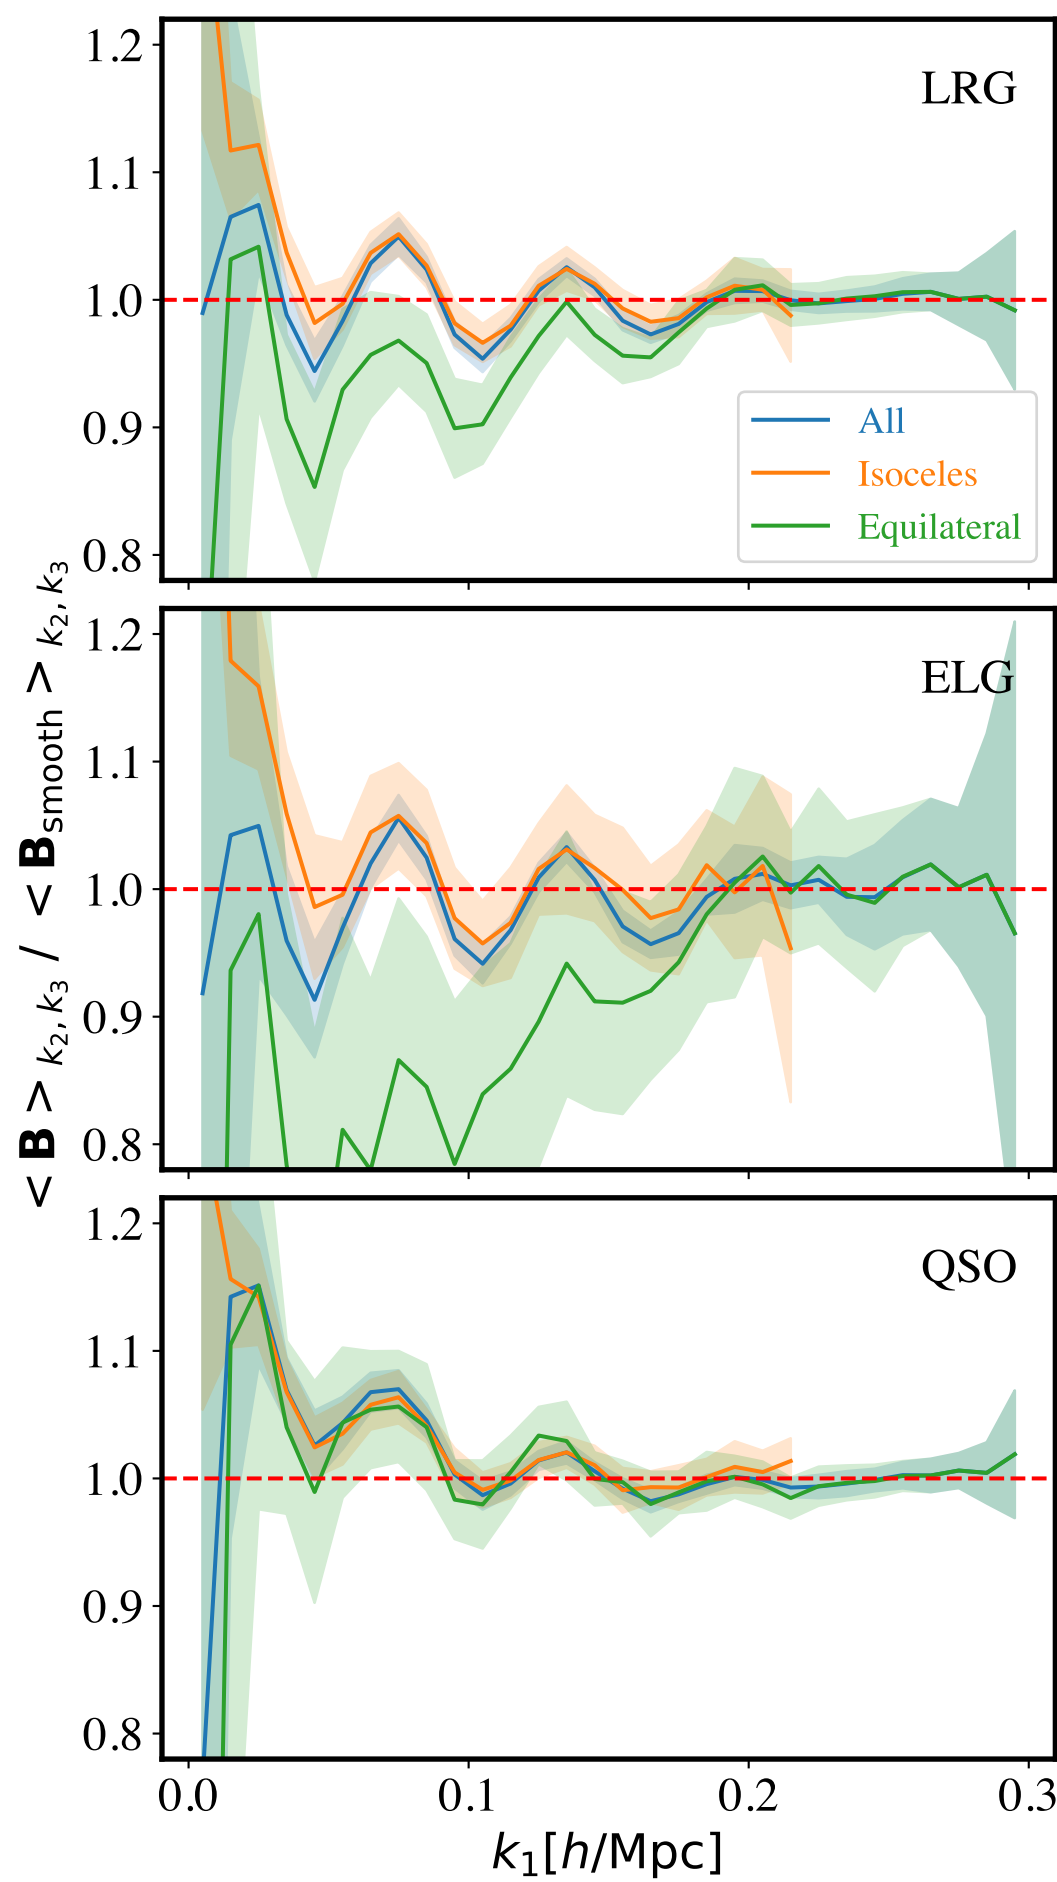 < B > k2, k3 / < Bsmooth > k2, k3
1.2
1.1
1.0
0.9
0.8
LRG
All
Isoceles
Equilateral
1.2
1.1
1.0
0.9
0.8
ELG
1.2
1.1
1.0
0.9
0.8
QSO
0.0 0.1 0.2 0.3
k1[h/Mpc]